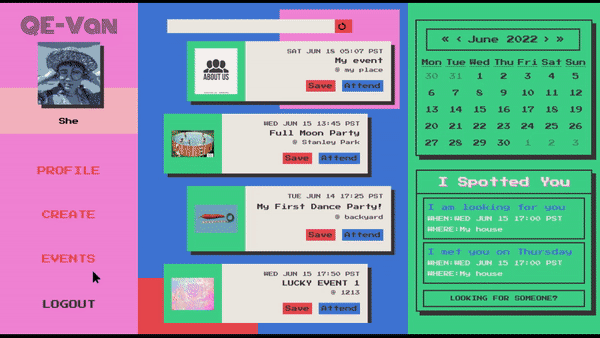 QE-Van
She
PROFILE
CREATE
EVENTS
LOGOUT
SAT JUN 18 05:07 PST
My event
@ my place
Save Attend
ABOUT US
WED JUN 15 13:45 PST
Full Moon Party
@ Stanley Park
Save Attend
TUE JUN 14 17:25 PST
My First Dance Party!
@ backyard
Save Attend
WED JUN 15 17:50 PST
LUCKY EVENT 1
@ 1213
Save Attend
« ‹ June 2022 › »
Mon Tue Wed Thu Fri Sat Sun
30 31 1 2 3 4 5
6 7 8 9 10 11 12
13 14 15 16 17 18 19
20 21 22 23 24 25 26
27 28 29 30 1 2 3
I Spotted You
I am looking for you
WHEN:WED JUN 15 17:00 PST
WHERE:My house
I met you on Thursday
WHEN:WED JUN 15 17:00 PST
WHERE:My house
LOOKING FOR SOMEONE?